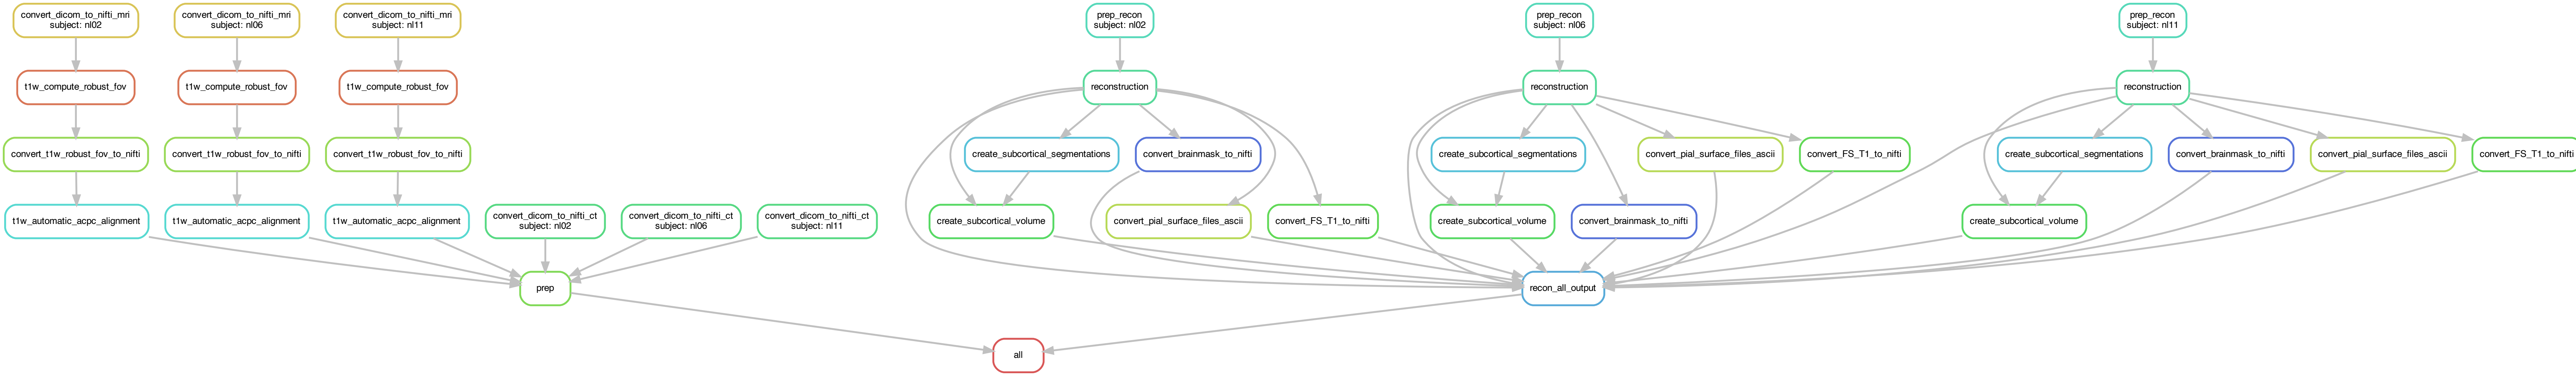 convert_dicom_to_nifti_mri
subject: nl02
convert_dicom_to_nifti_mri
subject: nl06
convert_dicom_to_nifti_mri
subject: nl11
prep_recon
subject: nl02
prep_recon
subject: nl06
prep_recon
subject: nl11
t1w_compute_robust_fov
t1w_compute_robust_fov
t1w_compute_robust_fov
reconstruction
reconstruction
reconstruction
convert_t1w_robust_fov_to_nifti
convert_t1w_robust_fov_to_nifti
convert_t1w_robust_fov_to_nifti
create_subcortical_segmentations
convert_brainmask_to_nifti
create_subcortical_segmentations
convert_pial_surface_files_ascii
convert_FS_T1_to_nifti
create_subcortical_segmentations
convert_brainmask_to_nifti
convert_pial_surface_files_ascii
convert_FS_T1_to_nifti
t1w_automatic_acpc_alignment
t1w_automatic_acpc_alignment
t1w_automatic_acpc_alignment
convert_dicom_to_nifti_ct
subject: nl02
convert_dicom_to_nifti_ct
subject: nl06
convert_dicom_to_nifti_ct
subject: nl11
create_subcortical_volume
convert_pial_surface_files_ascii
convert_FS_T1_to_nifti
create_subcortical_volume
convert_brainmask_to_nifti
create_subcortical_volume
prep
recon_all_output
all